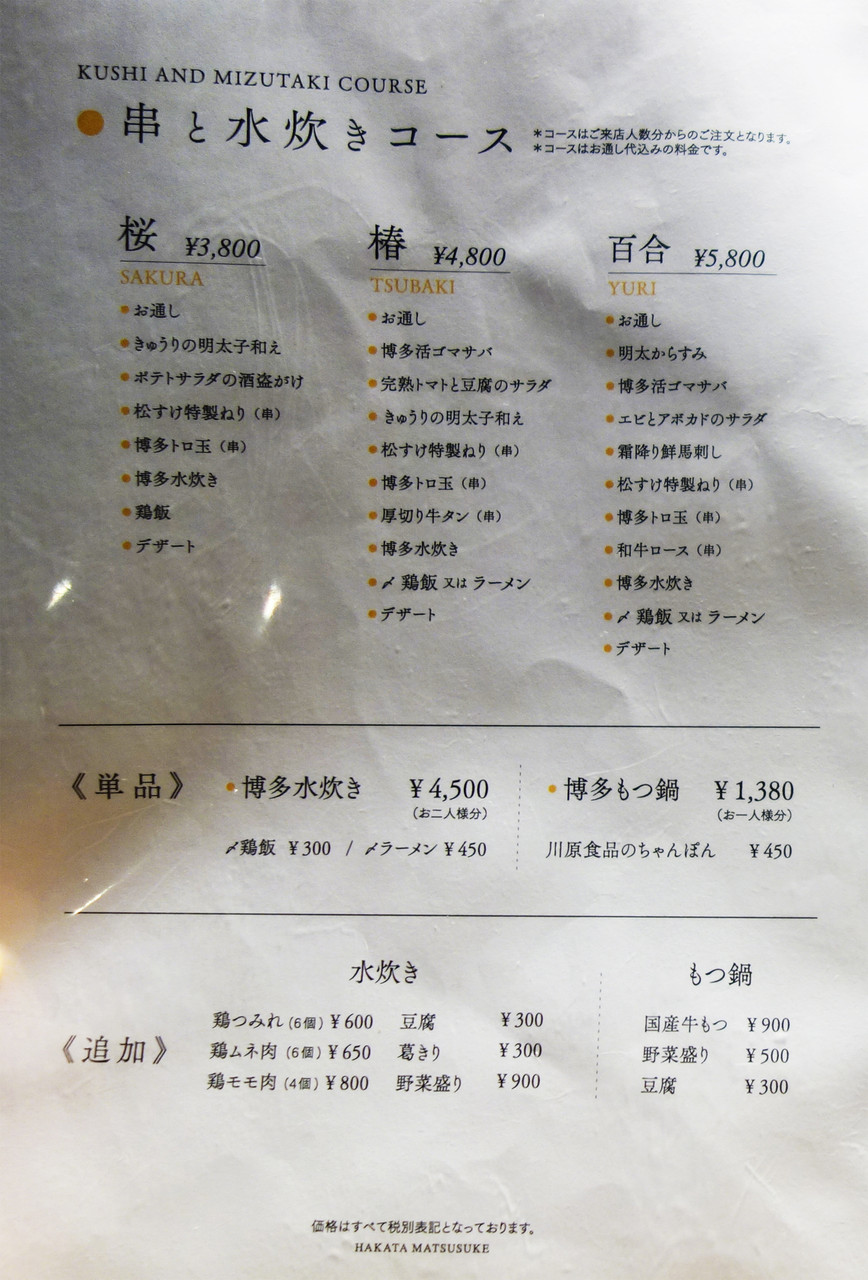 KUSHI AND MIZUTAKI COURSE
● 串と水炊きコース
＊コースはご来店人数分からのご注文となります。
＊コースはお通し代込みの料金です。
桜 ¥3,800
SAKURA
●お通し
●きゅうりの明太子和え
●ポテトサラダの酒盗がけ
●松すけ特製ねり（串）
●博多トロ玉（串）
●博多水炊き
●鶏飯
●デザート
椿 ¥4,800
TSUBAKI
●お通し
●博多活ゴマサバ
●完熟トマトと豆腐のサラダ
●きゅうりの明太子和え
●松すけ特製ねり（串）
●博多トロ玉（串）
●厚切り牛タン（串）
●博多水炊き
●〆 鶏飯 又は ラーメン
●デザート
百合 ¥5,800
YURI
●お通し
●明太からすみ
●博多活ゴマサバ
●エビとアボカドのサラダ
●霜降り鮮馬刺し
●松すけ特製ねり（串）
●博多トロ玉（串）
●和牛ロース（串）
●博多水炊き
●〆 鶏飯 又は ラーメン
●デザート
《単品》
●博多水炊き ¥4,500
（お二人様分）
〆鶏飯 ¥300 / 〆ラーメン ¥450
●博多もつ鍋 ¥1,380
（お一人様分）
川原食品のちゃんぽん ¥450
《追加》
水炊き
鶏つみれ（6個）¥600 豆腐 ¥300
鶏ムネ肉（6個）¥650 葛きり ¥300
鶏モモ肉（4個）¥800 野菜盛り ¥900
もつ鍋
国産牛もつ ¥900
野菜盛り ¥500
豆腐 ¥300
価格はすべて税別表記となっております。
HAKATA MATSUSUKE